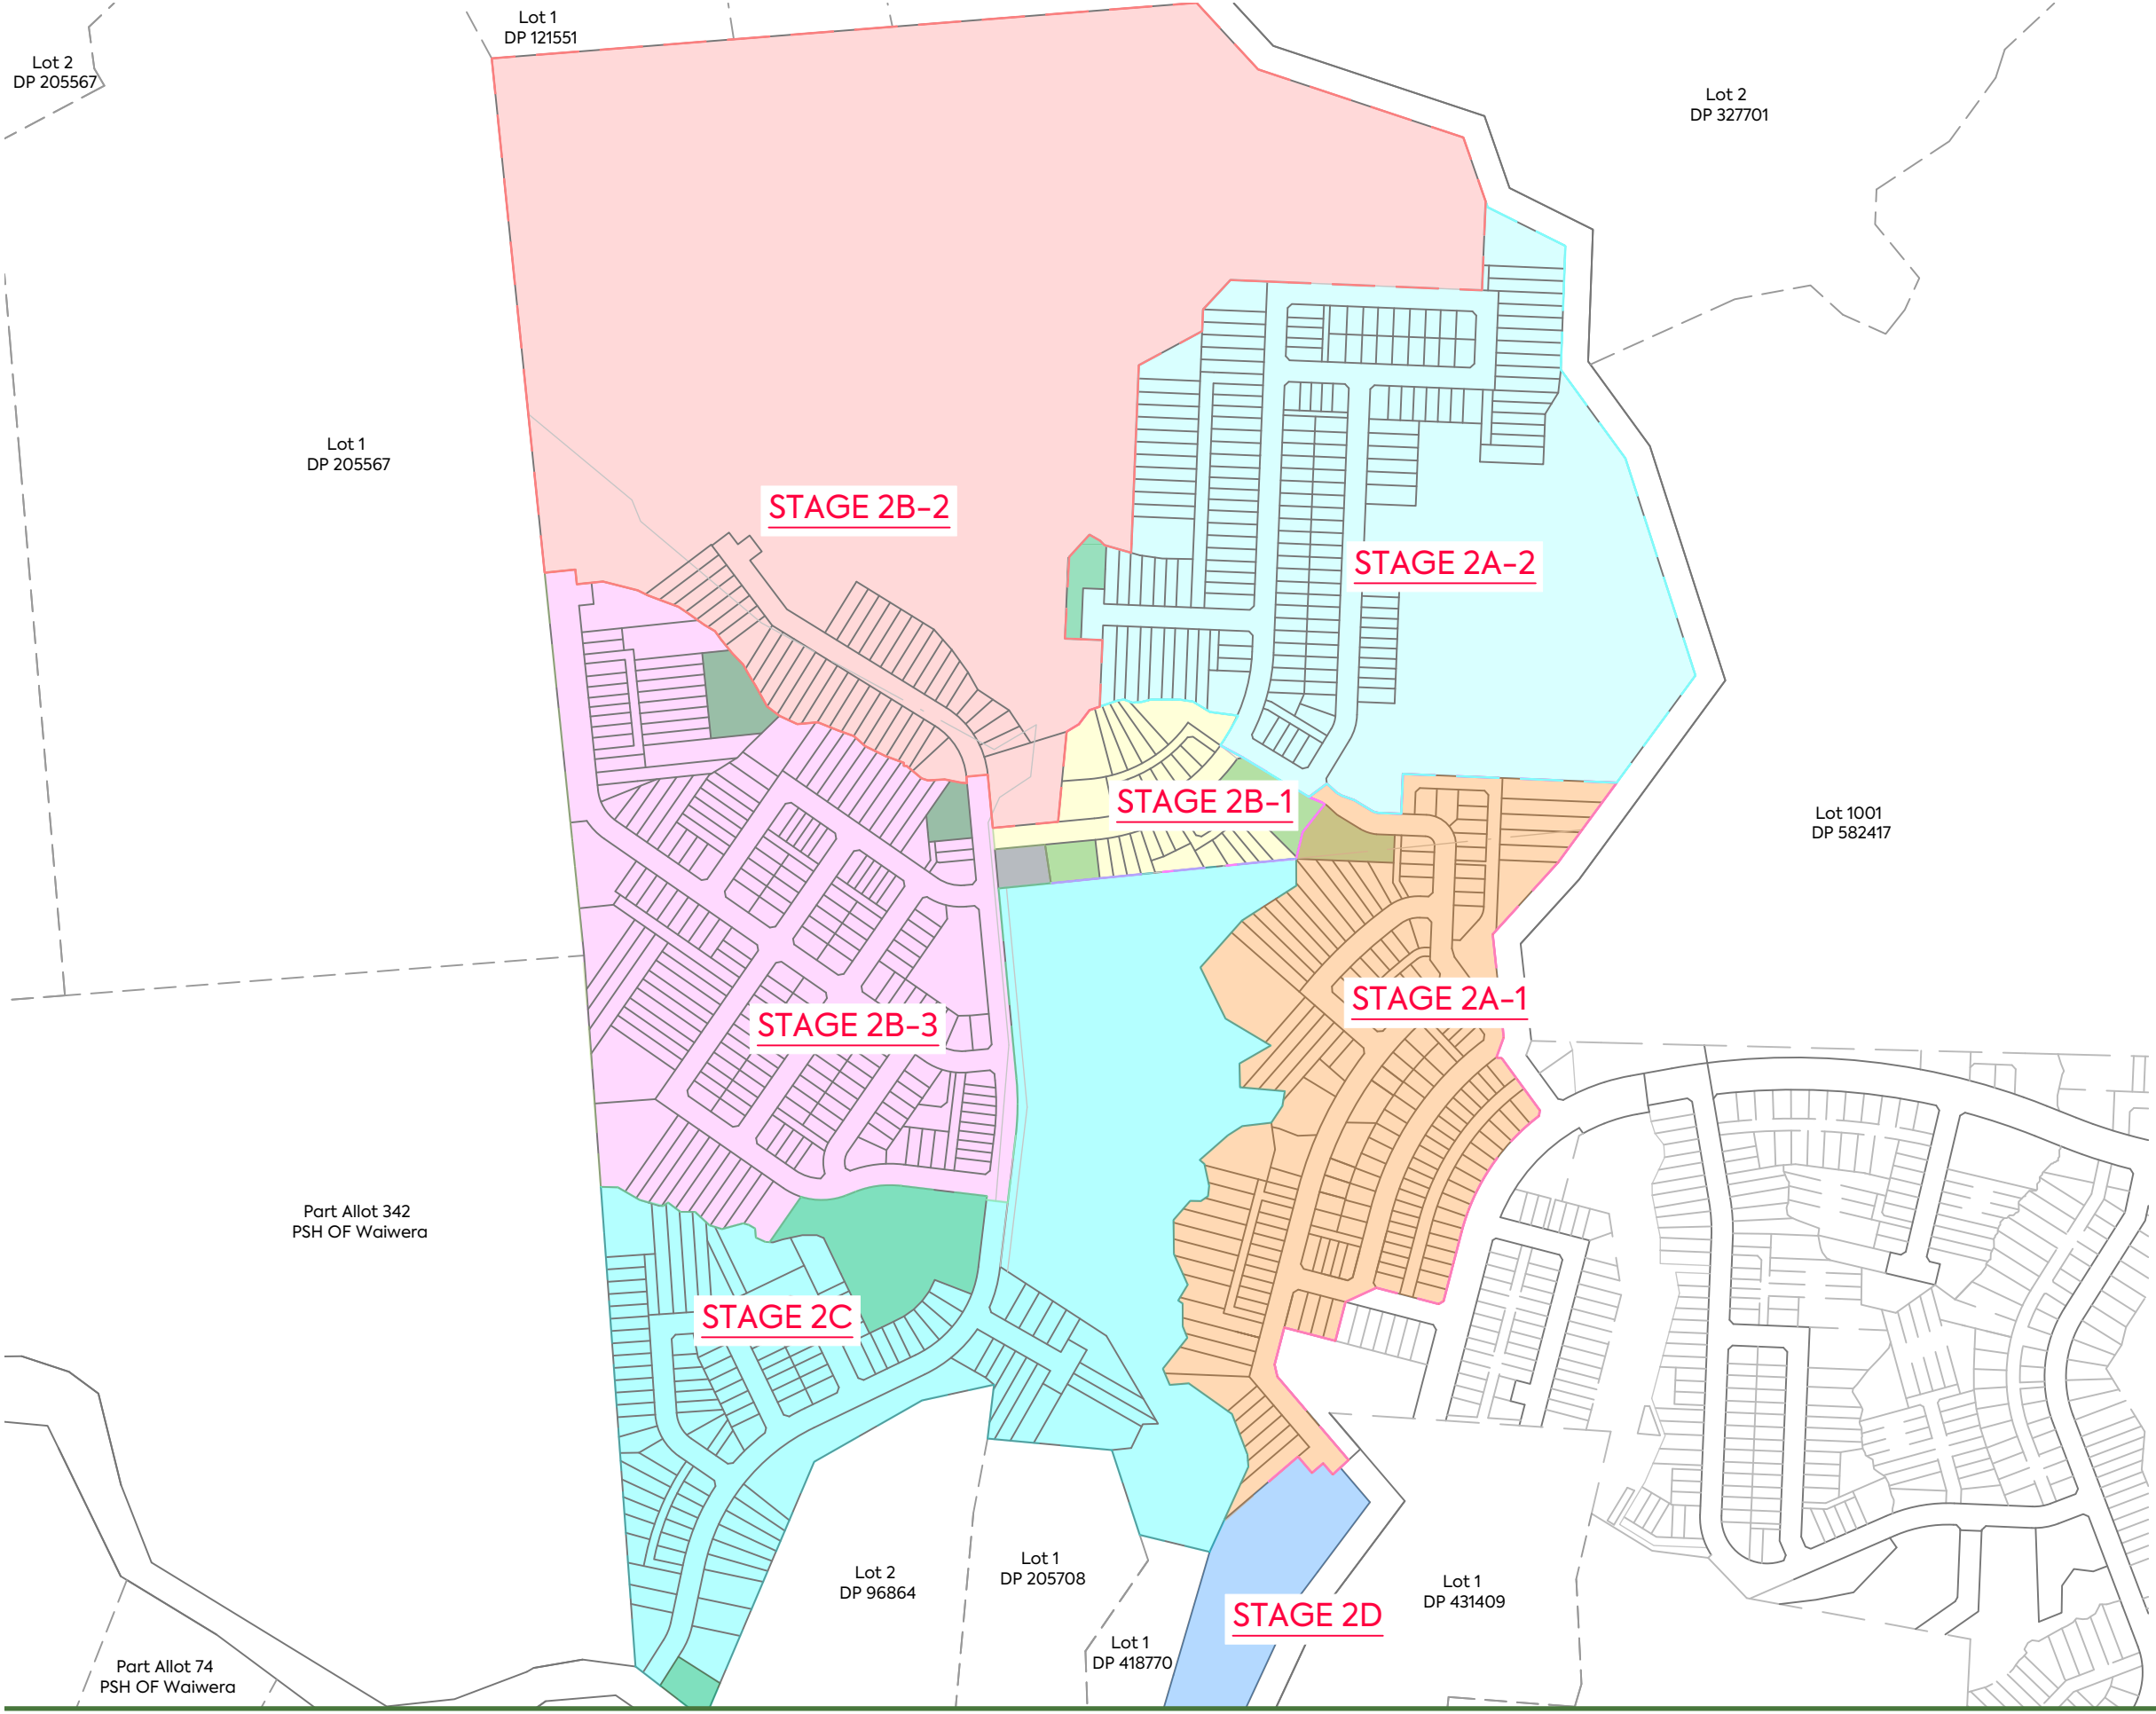 Lot 1
DP 121551
Lot 2
DP 205567
Lot 2
DP 327701
Lot 1
DP 205567
STAGE 2B-2
STAGE 2A-2
STAGE 2B-1
Lot 1001
DP 582417
STAGE 2A-1
STAGE 2B-3
Part Allot 342
PSH OF Waiwera
STAGE 2C
Lot 2
DP 96864
Lot 1
DP 205708
Lot 1
DP 431409
STAGE 2D
Lot 1
DP 418770
Part Allot 74
PSH OF Waiwera